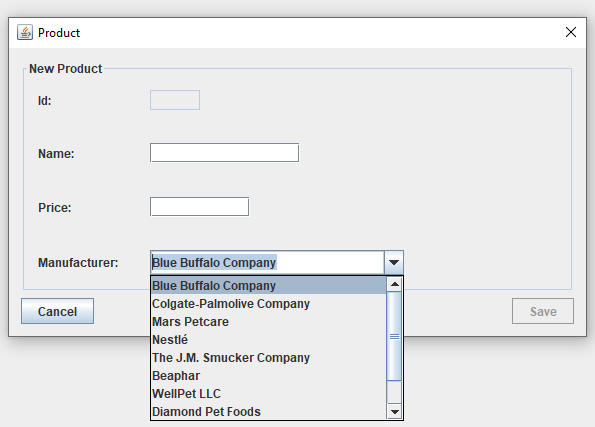 Product
New Product
Id:
Name:
Price:
Manufacturer: Blue Buffalo Company
Blue Buffalo Company
Colgate-Palmolive Company
Mars Petcare
Nestlé
The J.M. Smucker Company
Beaphar
WellPet LLC
Diamond Pet Foods
Cancel
Save